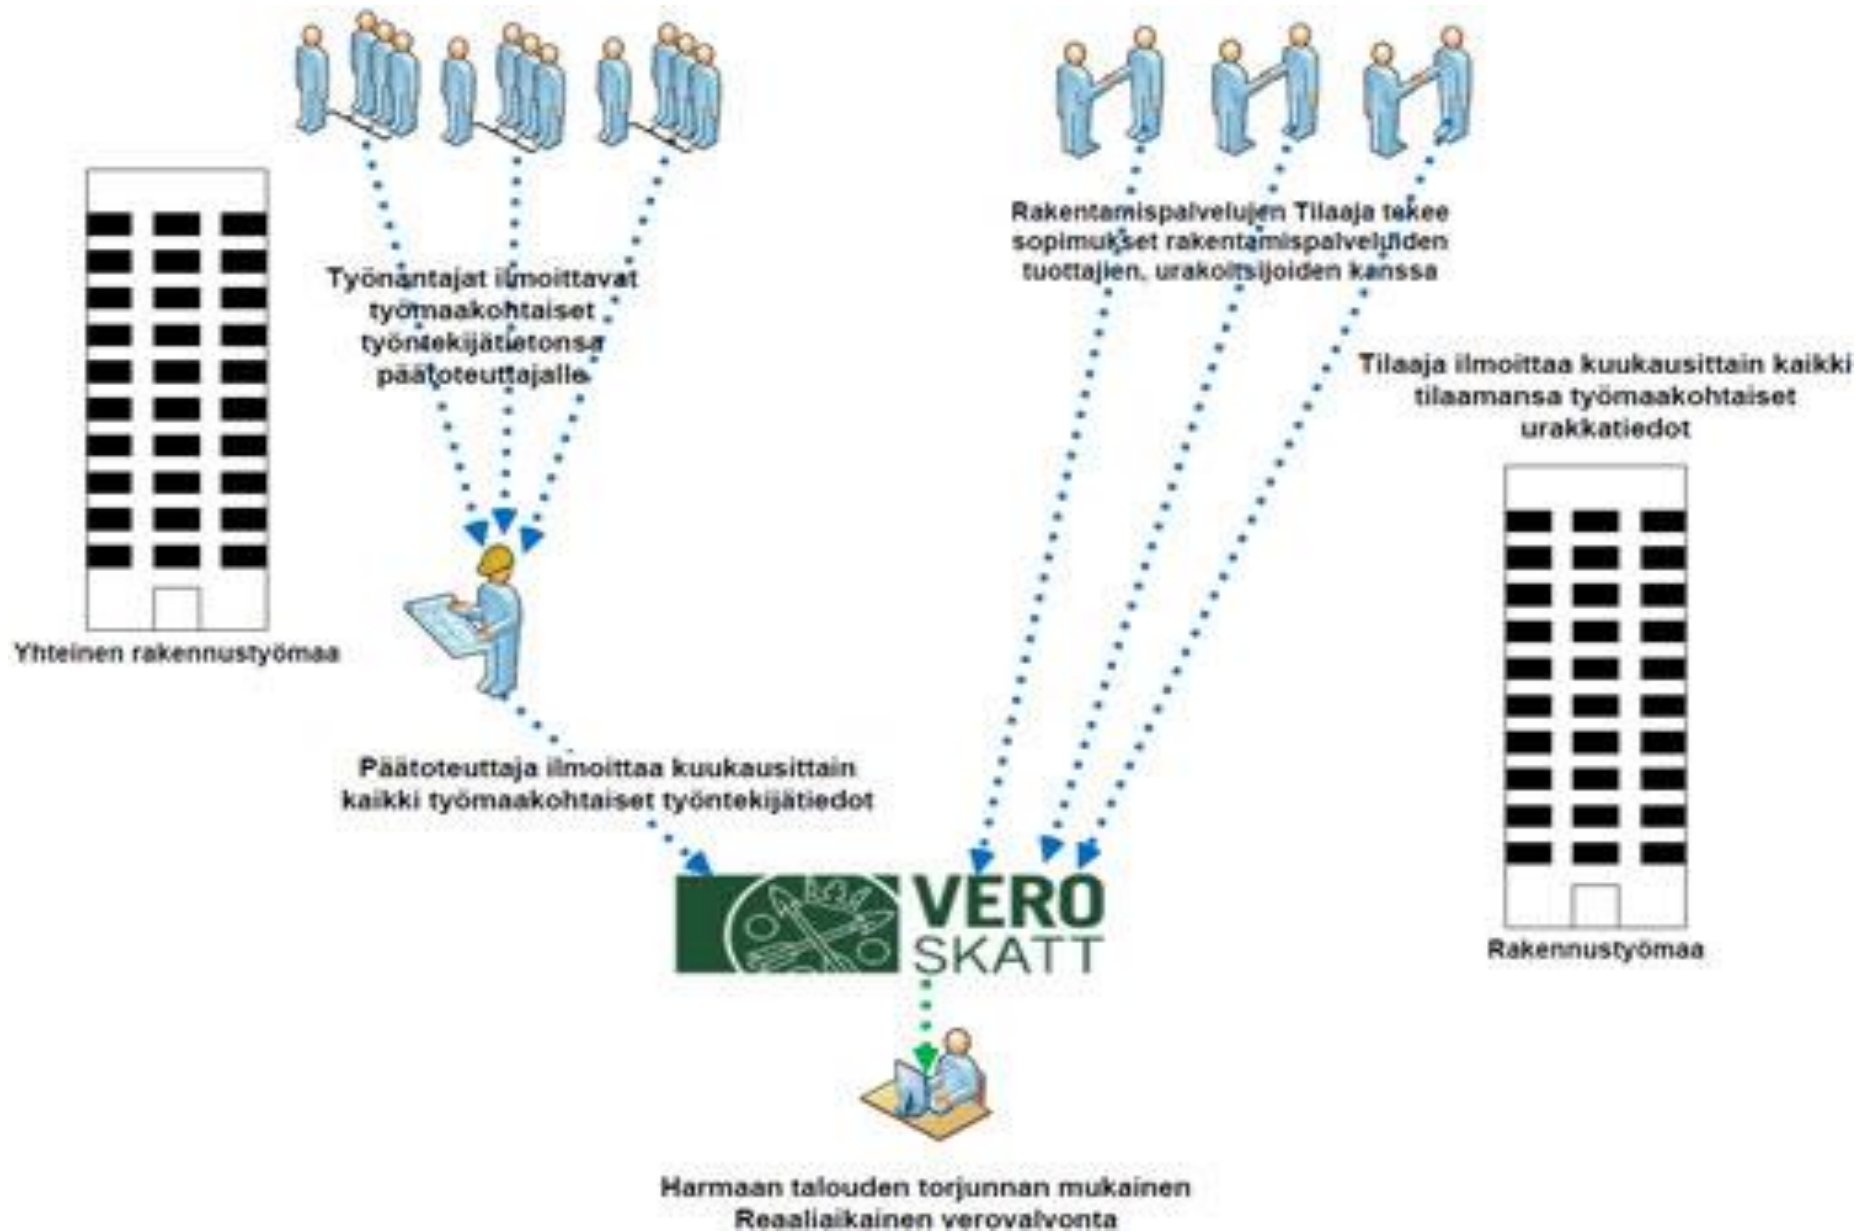 Rakentamispalvelujen Tilaaja tekee
sopimukset rakentamispalveluiden
tuottajien, urakoitsijoiden kanssa
Työnantajat ilmoittavat
työmaakohtaiset
työntekijätietonsa
päätoteuttajalle
Tilaaja ilmoittaa kuukausittain kaikki
tilaamansa työmaakohtaiset
urakkatiedot
Yhteinen rakennustyömaa
Päätoteuttaja ilmoittaa kuukausittain
kaikki työmaakohtaiset työntekijätiedot
VERO
SKATT
Rakennustyömaa
Harmaan talouden torjunnan mukainen
Reaaliaikainen verovalvonta